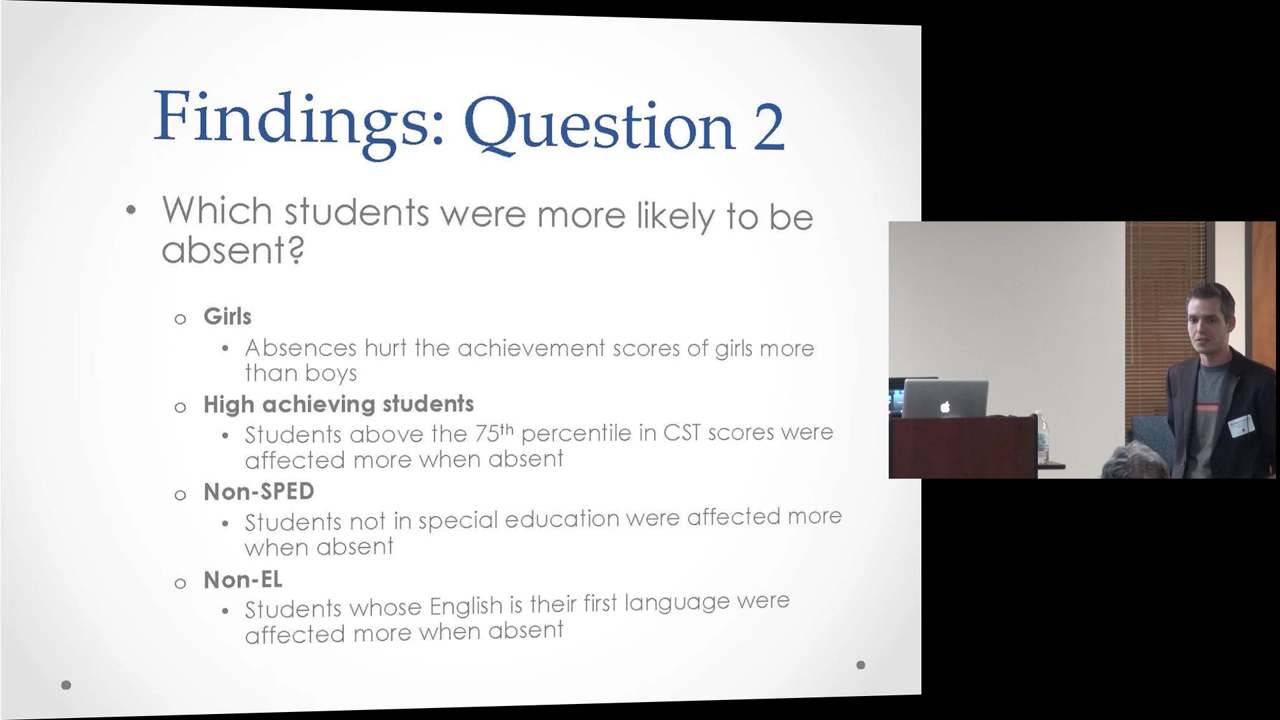 Findings: Question 2
• Which students were more likely to be
absent?
o Girls
• Absences hurt the achievement scores of girls more
than boys
o High achieving students
• Students above the 75th percentile in CST scores were
affected more when absent
o Non-SPED
• Students not in special education were affected more
when absent
o Non-EL
• Students whose English is their first language were
affected more when absent